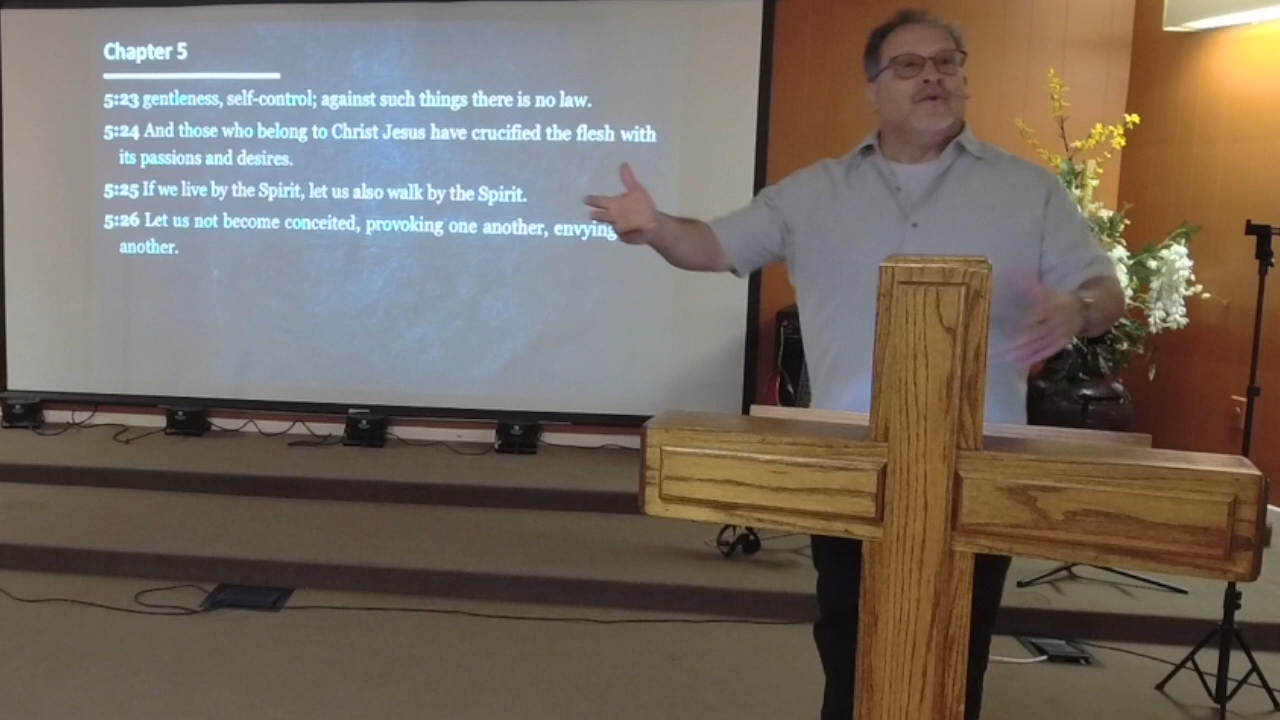 Chapter 5
5:23 gentleness, self-control; against such things there is no law.
5:24 And those who belong to Christ Jesus have crucified the flesh with
its passions and desires.
5:25 If we live by the Spirit, let us also walk by the Spirit.
5:26 Let us not become conceited, provoking one another, envying
another.